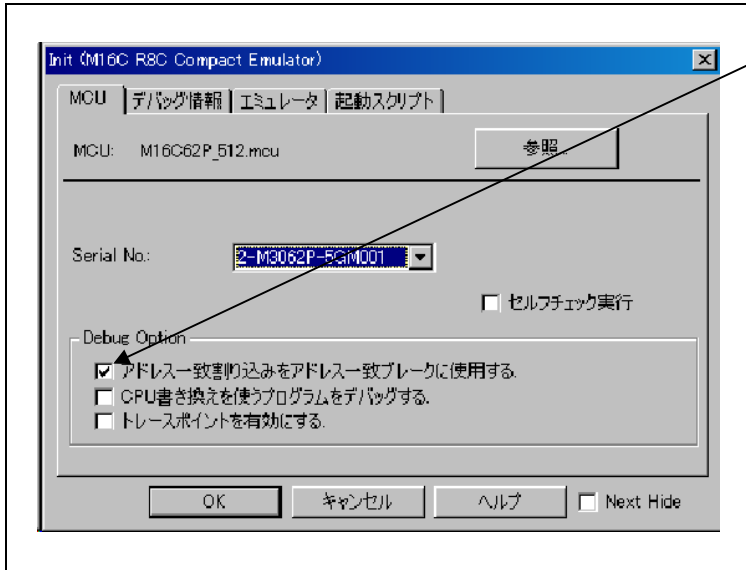 Init (M16C R8C Compact Emulator)
MCU デバッグ情報 エミュレータ 起動スクリプト
MCU: M16C62P_512.mcu 参照...
Serial No.: 2-M3062P-5GM001
セルフチェック実行
Debug Option
アドレス一致割り込みをアドレス一致ブレークに使用する.
CPU書き換えを使うプログラムをデバッグする.
トレースポイントを有効にする.
OK キャンセル ヘルプ Next Hide